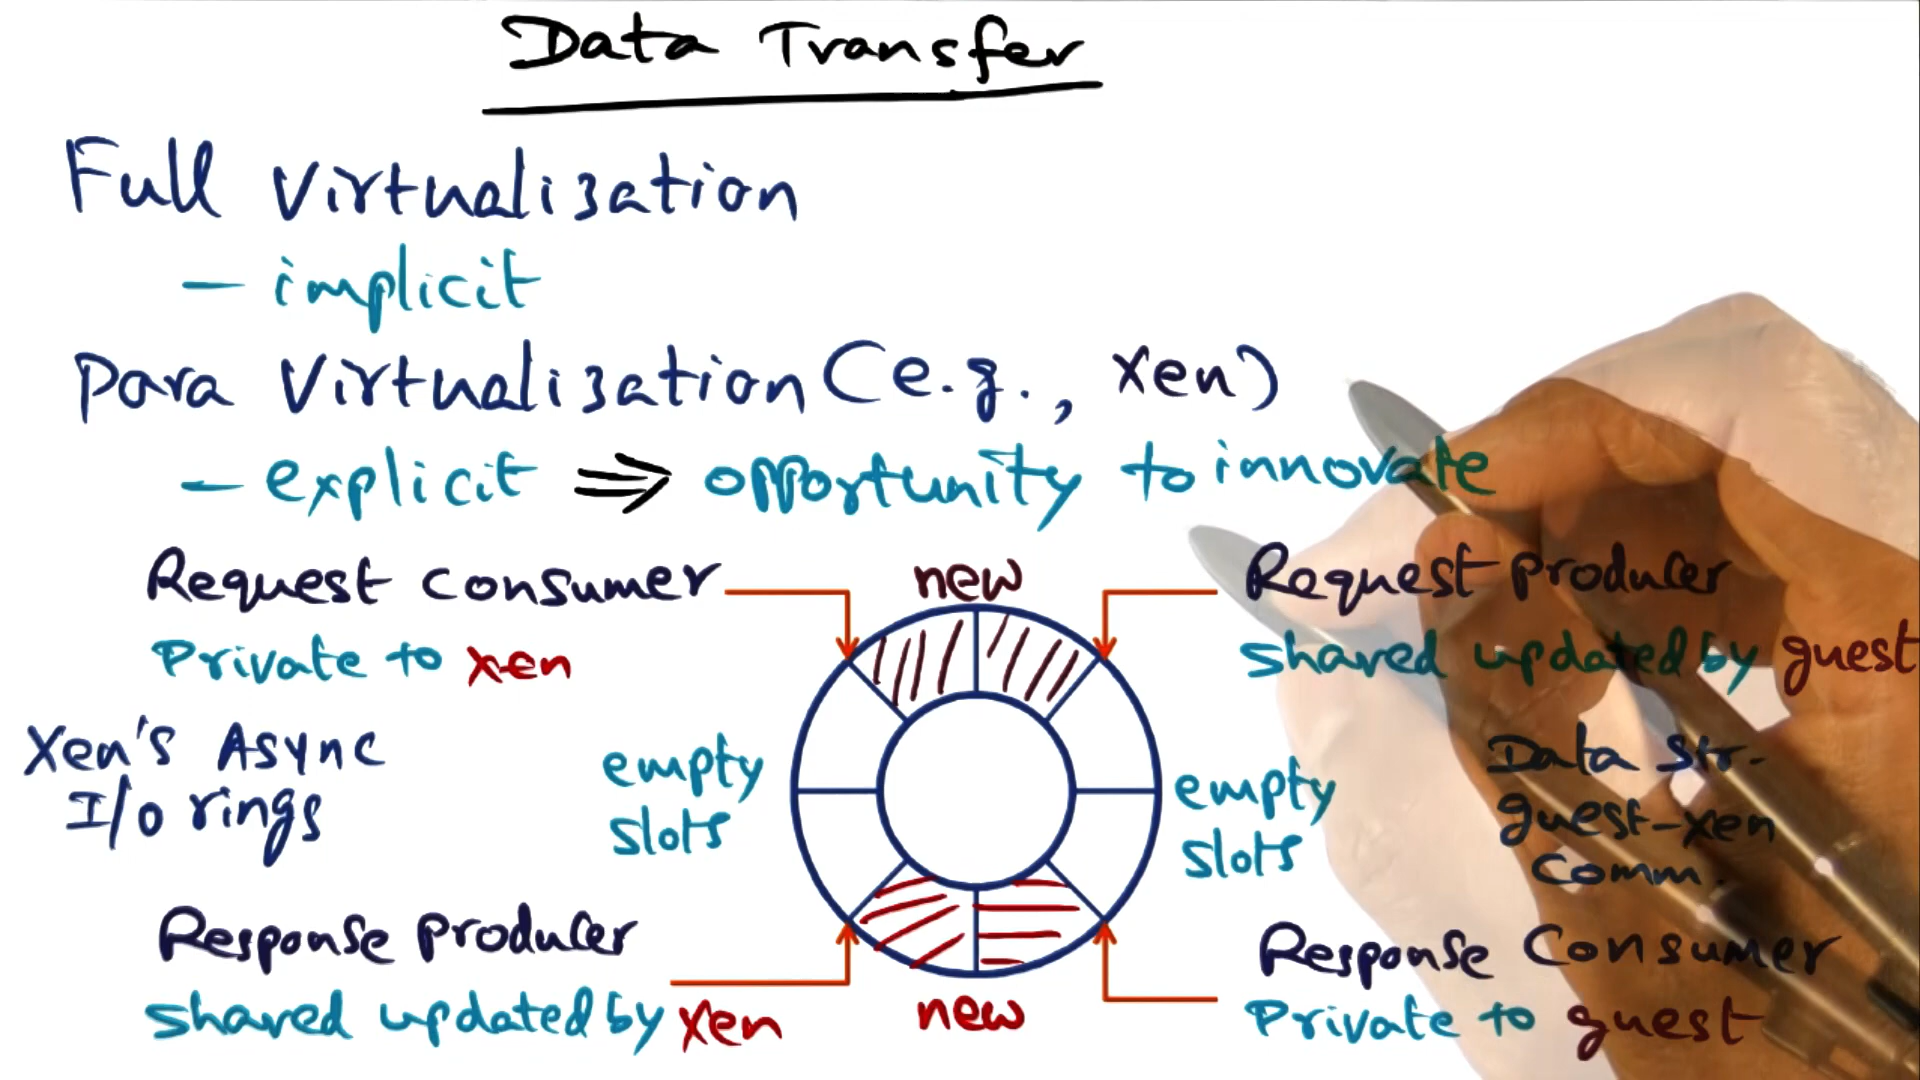 Data Transfer
Full Virtualization
– implicit
Para Virtualization (e.g., Xen)
– explicit ⇒ opportunity to innovate
Request Consumer
Private to Xen
new
Request Producer
shared updated by guest
Xen's Async
I/O rings
empty
slots
empty
slots
Data Str.
guest-Xen
Comm.
Response Producer
shared updated by Xen
new
Response Consumer
Private to guest